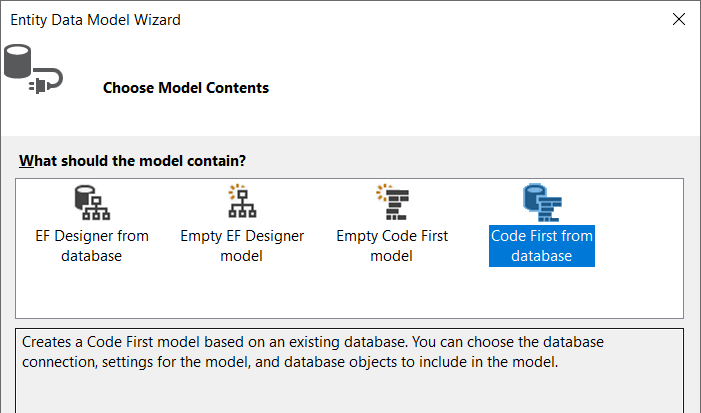 Entity Data Model Wizard
Choose Model Contents
What should the model contain?
EF Designer from
database
Empty EF Designer
model
Empty Code First
model
Code First from
database
Creates a Code First model based on an existing database. You can choose the database
connection, settings for the model, and database objects to include in the model.